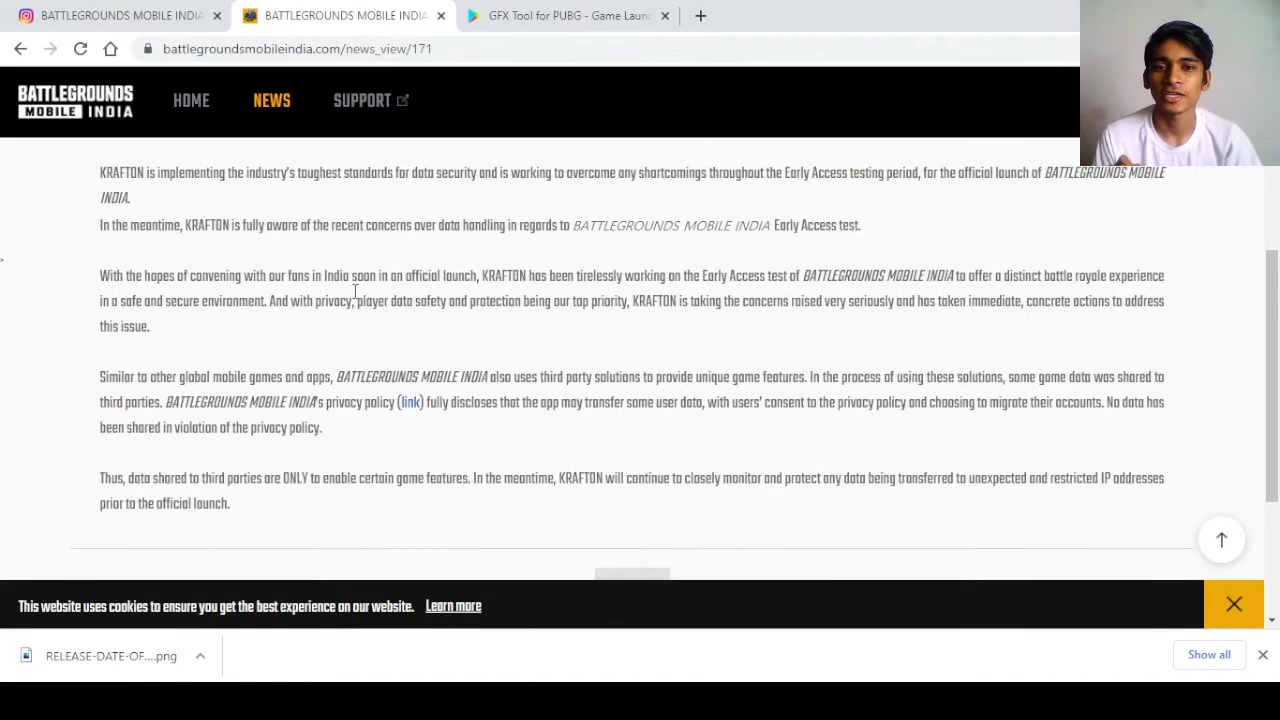 BATTLEGROUNDS MOBILE INDIA
BATTLEGROUNDS MOBILE INDIA
GFX Tool for PUBG - Game Launc
battlegroundsmobileindia.com/news_view/171
BATTLEGROUNDS
MOBILE INDIA
HOME
NEWS
SUPPORT
KRAFTON is implementing the industry's toughest standards for data security and is working to overcome any shortcomings throughout the Early Access testing period, for the official launch of BATTLEGROUNDS MOBILE
INDIA.
In the meantime, KRAFTON is fully aware of the recent concerns over data handling in regards to BATTLEGROUNDS MOBILE INDIA Early Access test.
With the hopes of convening with our fans in India soon in an official launch, KRAFTON has been tirelessly working on the Early Access test of BATTLEGROUNDS MOBILE INDIA to offer a distinct battle royale experience
in a safe and secure environment. And with privacy, player data safety and protection being our top priority, KRAFTON is taking the concerns raised very seriously and has taken immediate, concrete actions to address
this issue.
Similar to other global mobile games and apps, BATTLEGROUNDS MOBILE INDIA also uses third party solutions to provide unique game features. In the process of using these solutions, some game data was shared to
third parties. BATTLEGROUNDS MOBILE INDIA's privacy policy (link) fully discloses that the app may transfer some user data, with users' consent to the privacy policy and choosing to migrate their accounts. No data has
been shared in violation of the privacy policy.
Thus, data shared to third parties are ONLY to enable certain game features. In the meantime, KRAFTON will continue to closely monitor and protect any data being transferred to unexpected and restricted IP addresses
prior to the official launch.
This website uses cookies to ensure you get the best experience on our website. Learn more
RELEASE-DATE-OF....png
Show all